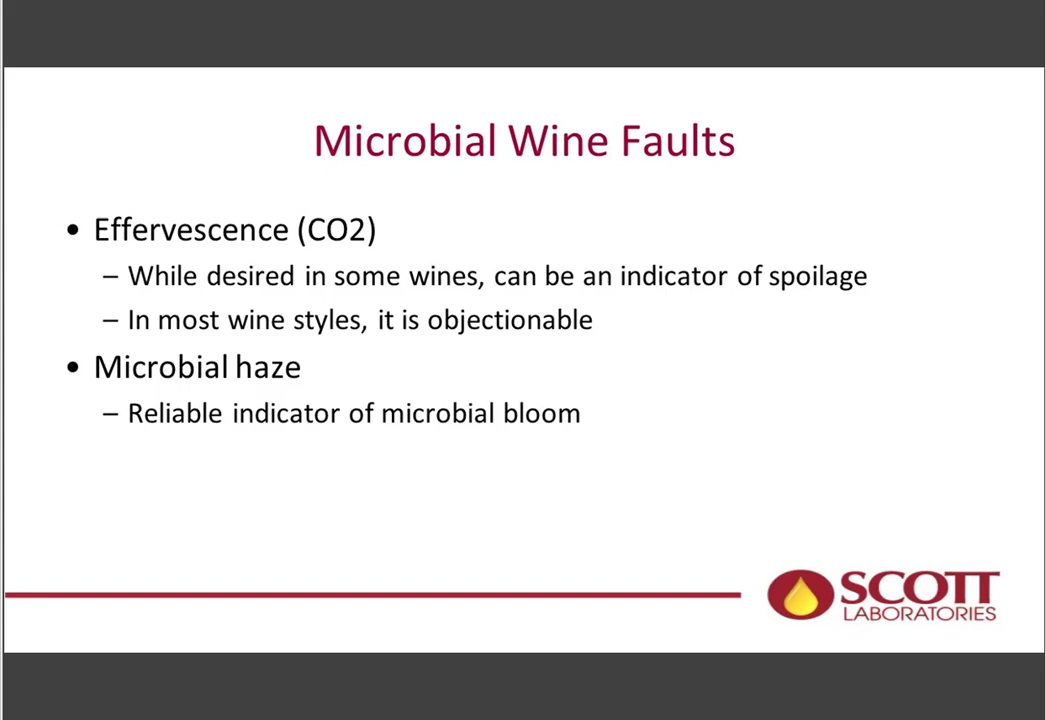 Microbial Wine Faults
• Effervescence (CO2)
– While desired in some wines, can be an indicator of spoilage
– In most wine styles, it is objectionable
• Microbial haze
– Reliable indicator of microbial bloom
SCOTT
LABORATORIES